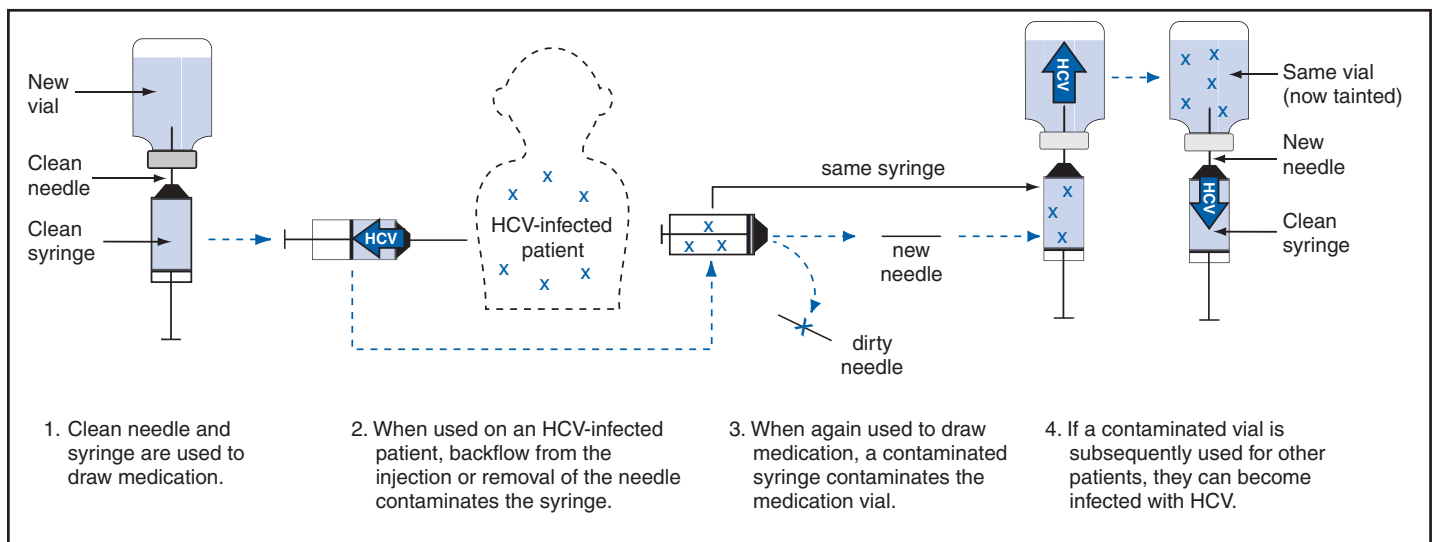 New
vial
Clean
needle
Clean
syringe
HCV
HCV-infected
patient
x
x
x
x
x
x
x
x
x
same syringe
new
needle
dirty
needle
HCV
x
x
x
x
x
x
x
x
HCV
Same vial
(now tainted)
New
needle
Clean
syringe
1. Clean needle and
syringe are used to
draw medication.
2. When used on an HCV-infected
patient, backflow from the
injection or removal of the needle
contaminates the syringe.
3. When again used to draw
medication, a contaminated
syringe contaminates the
medication vial.
4. If a contaminated vial is
subsequently used for other
patients, they can become
infected with HCV.